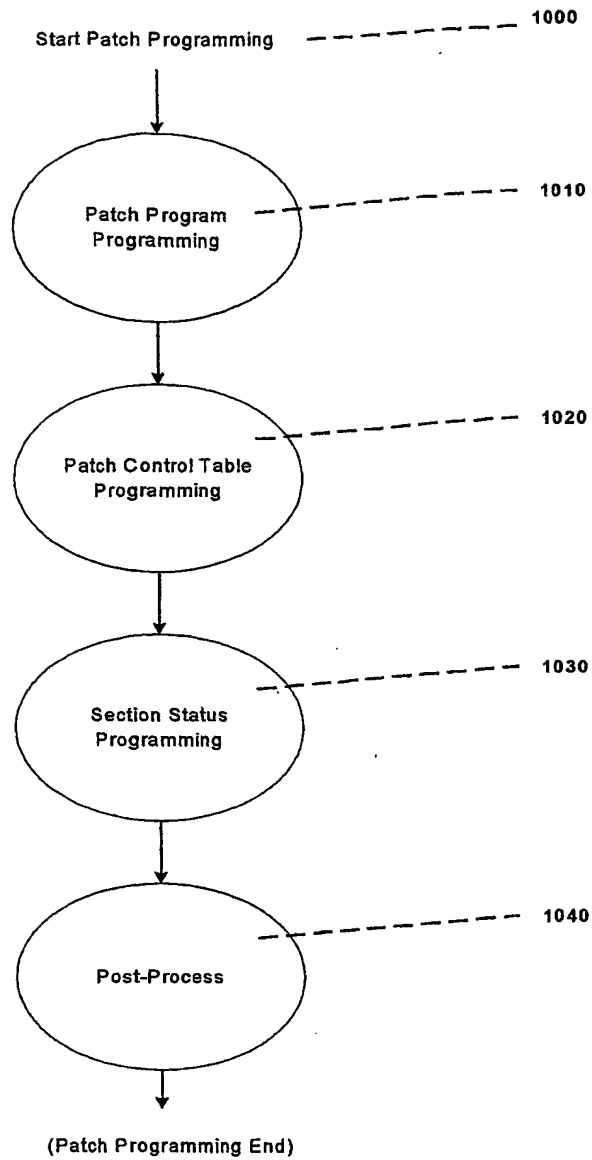 Start Patch Programming
1000
Patch Program
Programming
1010
Patch Control Table
Programming
1020
Section Status
Programming
1030
Post-Process
1040
(Patch Programming End)